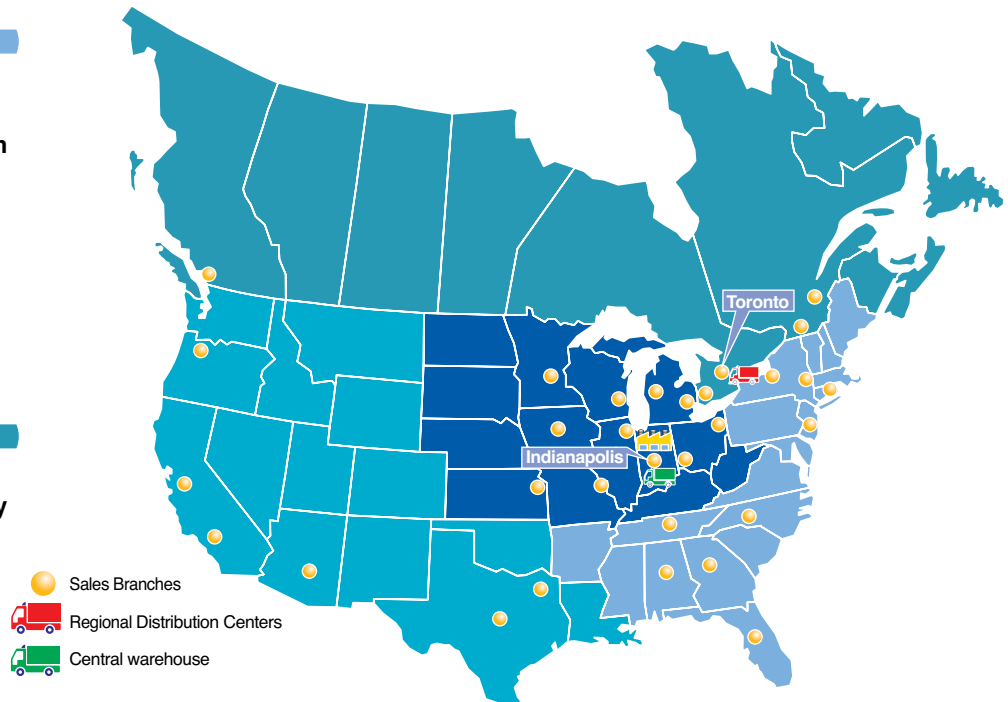 n
y
Toronto
Indianapolis
Sales Branches
Regional Distribution Centers
Central warehouse